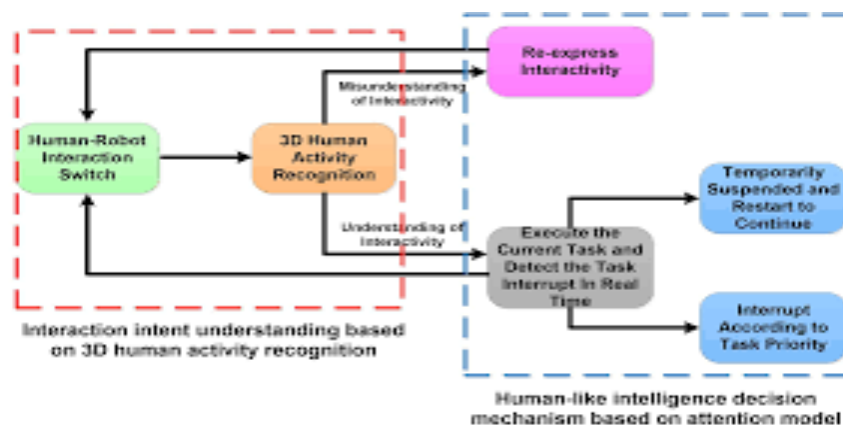 Re-express
Interactivity
Misunderstanding
of Interactivity
Human-Robot
Interaction
Switch
3D Human
Activity
Recognition
Temporarily
Suspended and
Restart to
Continue
Understanding of
Interactivity
Execute the
Current Task and
Detect the Task
Interrupt In Real
Time
Interrupt
According to
Task Priority
Interaction intent understanding based
on 3D human activity recognition
Human-like intelligence decision
mechanism based on attention model